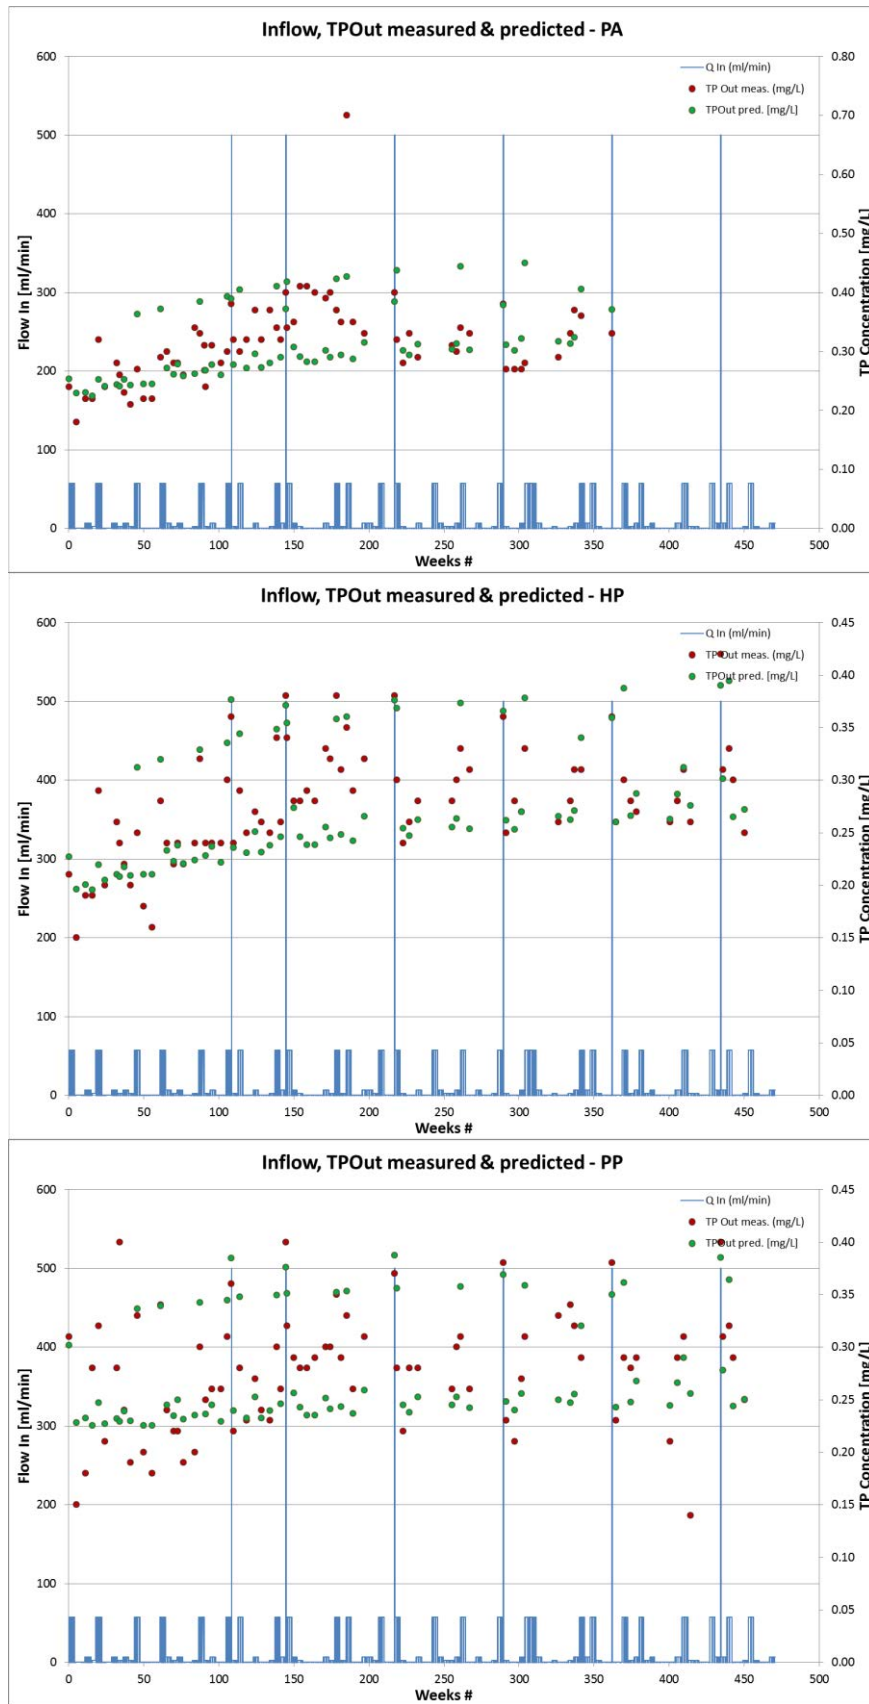 Inflow, TPOut measured & predicted - PA
600
500
400
300
200
100
0
Flow In [ml/min]
0.80
0.70
0.60
0.50
0.40
0.30
0.20
0.10
0.00
TP Concentration [mg/L]
Q In (ml/min)
TP Out meas. (mg/L)
TPOut pred. [mg/L]
0 50 100 150 200 250 300 350 400 450 500
Weeks #
Inflow, TPOut measured & predicted - HP
600
500
400
300
200
100
0
Flow In [ml/min]
0.45
0.40
0.35
0.30
0.25
0.20
0.15
0.10
0.05
0.00
TP Concentration [mg/L]
Q In (ml/min)
TP Out meas. (mg/L)
TPOut pred. [mg/L]
0 50 100 150 200 250 300 350 400 450 500
Weeks #
Inflow, TPOut measured & predicted - PP
600
500
400
300
200
100
0
Flow In [ml/min]
0.45
0.40
0.35
0.30
0.25
0.20
0.15
0.10
0.05
0.00
TP Concentration [mg/L]
Q In (ml/min)
TP Out meas. (mg/L)
TPOut pred. [mg/L]
0 50 100 150 200 250 300 350 400 450 500
Weeks #